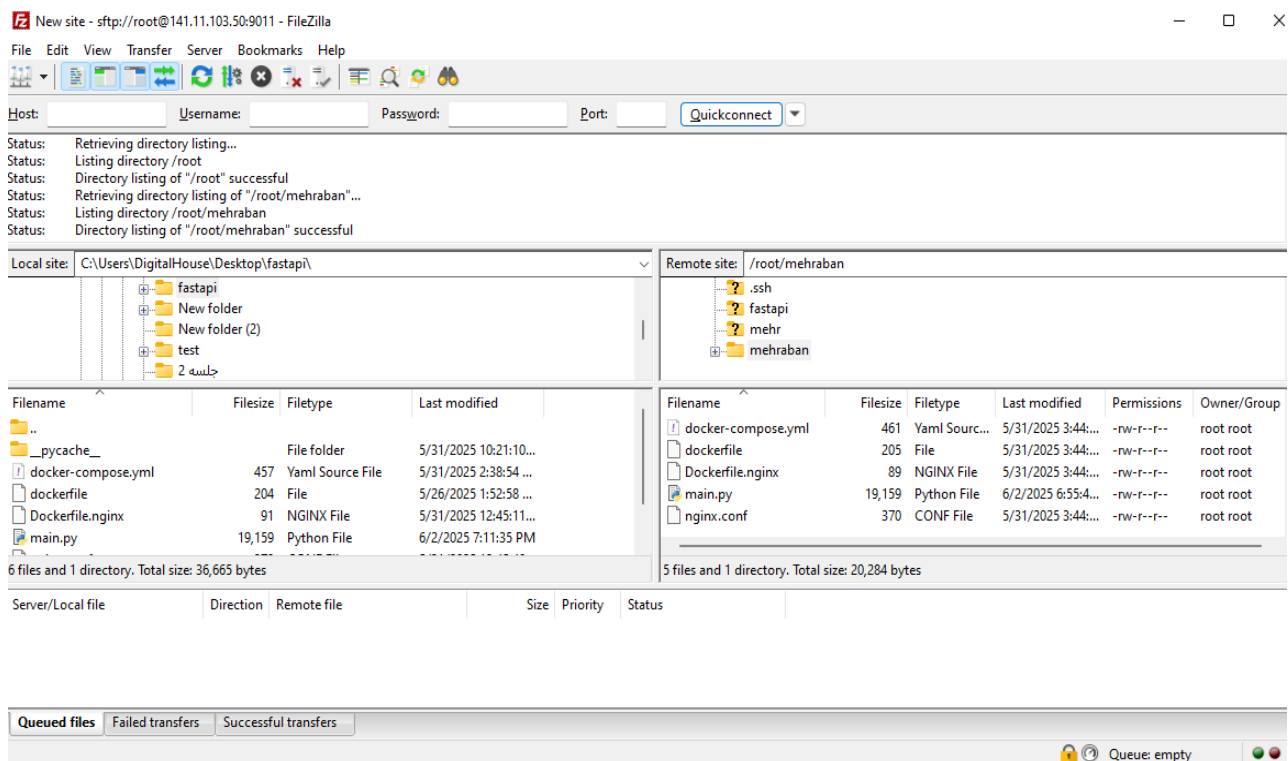 New site - sftp://root@141.11.103.50:9011 - FileZilla
File Edit View Transfer Server Bookmarks Help
Host: Username: Password: Port: Quickconnect
Status: Retrieving directory listing...
Status: Listing directory /root
Status: Directory listing of "/root" successful
Status: Retrieving directory listing of "/root/mehraban"...
Status: Listing directory /root/mehraban
Status: Directory listing of "/root/mehraban" successful
Local site: C:\Users\DigitalHouse\Desktop\fastapi\
fastapi
New folder
New folder (2)
test
جلسه 2
Remote site: /root/mehraban
.ssh
fastapi
mehr
mehraban
Filename Filesize Filetype Last modified
..
__pycache__ File folder 5/31/2025 10:21:10...
docker-compose.yml 457 Yaml Source File 5/31/2025 2:38:54 ...
dockerfile 204 File 5/26/2025 1:52:58 ...
Dockerfile.nginx 91 NGINX File 5/31/2025 12:45:11...
main.py 19,159 Python File 6/2/2025 7:11:35 PM
6 files and 1 directory. Total size: 36,665 bytes
Filename Filesize Filetype Last modified Permissions Owner/Group
docker-compose.yml 461 Yaml Sourc... 5/31/2025 3:44:... -rw-r--r-- root root
dockerfile 205 File 5/31/2025 3:44:... -rw-r--r-- root root
Dockerfile.nginx 89 NGINX File 5/31/2025 3:44:... -rw-r--r-- root root
main.py 19,159 Python File 6/2/2025 6:55:4... -rw-r--r-- root root
nginx.conf 370 CONF File 5/31/2025 3:44:... -rw-r--r-- root root
5 files and 1 directory. Total size: 20,284 bytes
Server/Local file Direction Remote file Size Priority Status
Queued files Failed transfers Successful transfers
Queue: empty